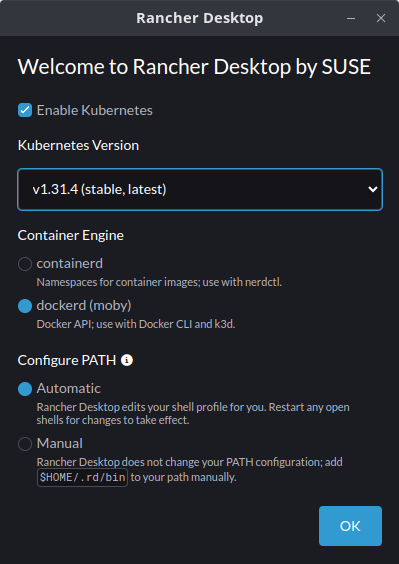 Rancher Desktop
Welcome to Rancher Desktop by SUSE
Enable Kubernetes
Kubernetes Version
v1.31.4 (stable, latest)
Container Engine
containerd
Namespaces for container images; use with nerdctl.
dockerd (moby)
Docker API; use with Docker CLI and k3d.
Configure PATH
Automatic
Rancher Desktop edits your shell profile for you. Restart any open
shells for changes to take effect.
Manual
Rancher Desktop does not change your PATH configuration; add
$HOME/.rd/bin to your path manually.
OK